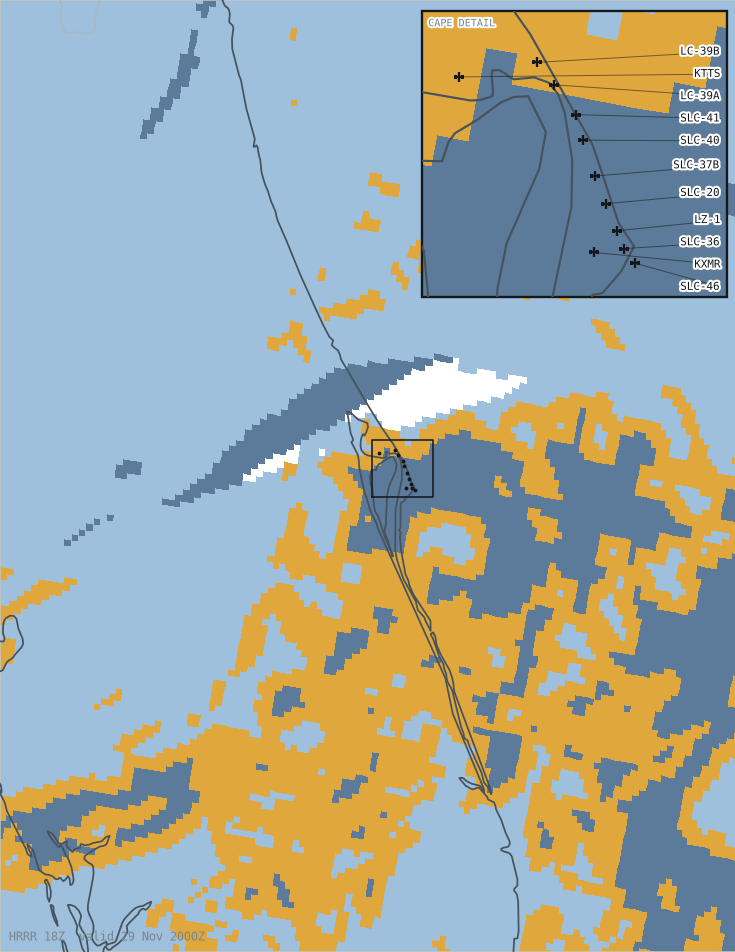 CAPE DETAIL
LC-39B
KTTS
LC-39A
SLC-41
SLC-40
SLC-37B
SLC-20
LZ-1
SLC-36
KXMR
SLC-46
HRRR 18Z valid 29 Nov 2000Z